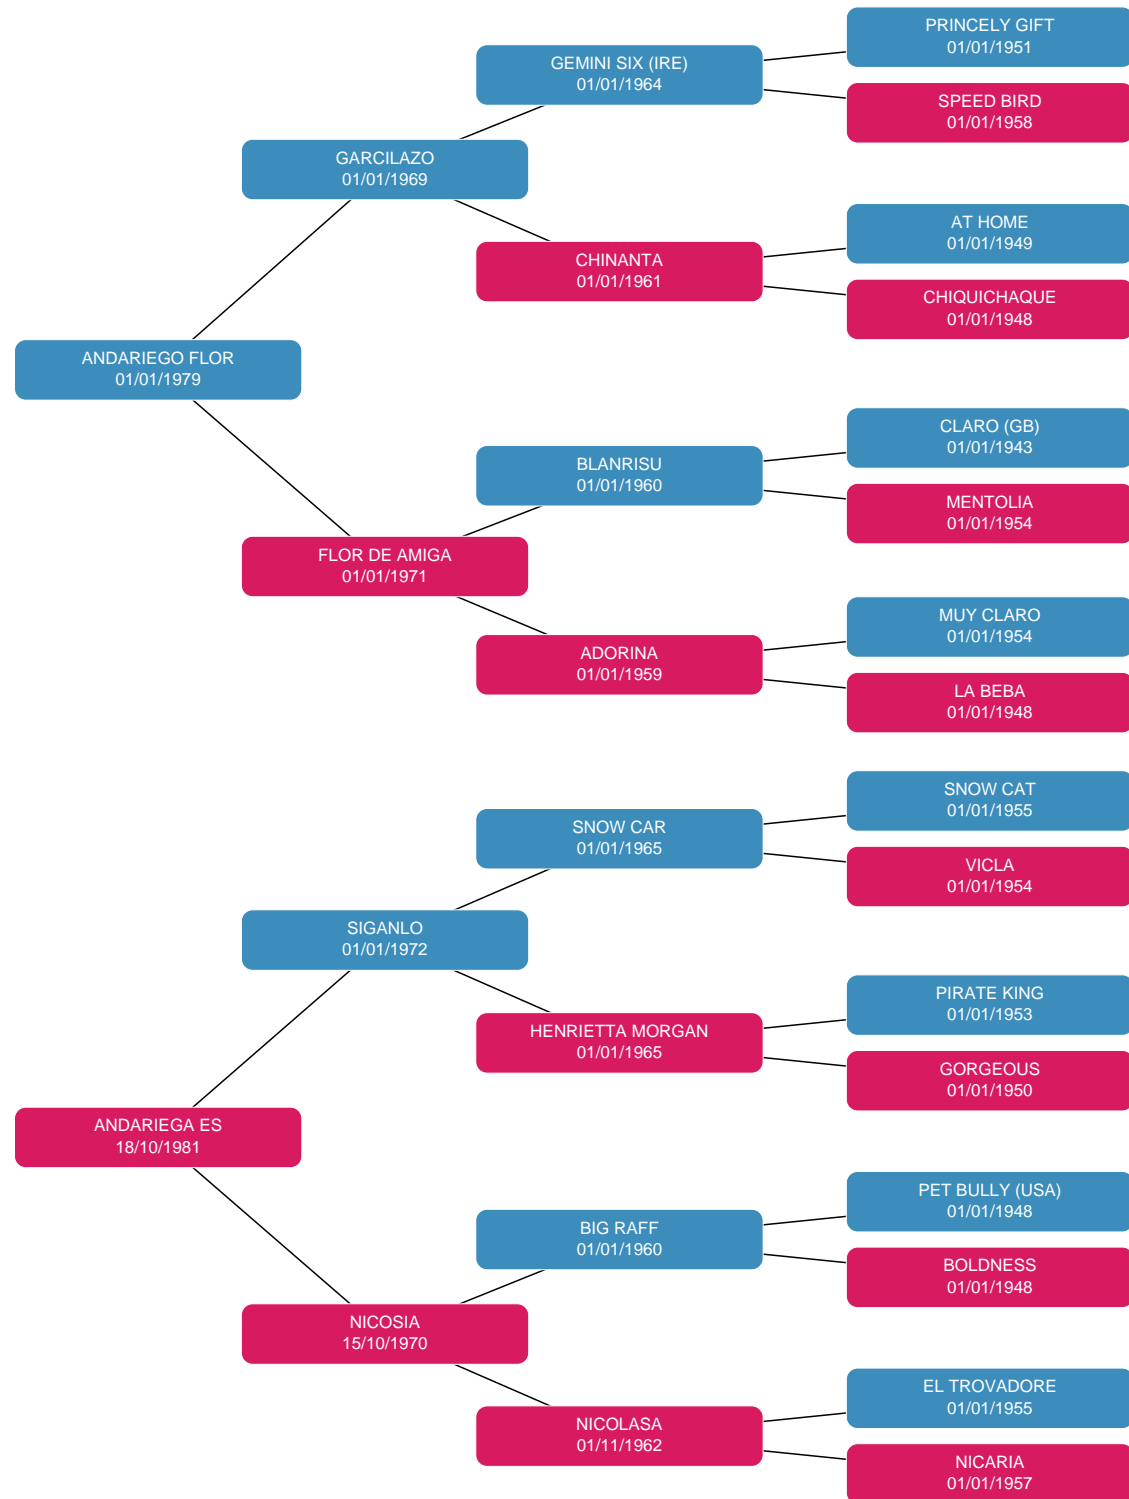 PRINCELY GIFT
01/01/1951
GEMINI SIX (IRE)
01/01/1964
SPEED BIRD
01/01/1958
GARCILAZO
01/01/1969
AT HOME
01/01/1949
CHINANTA
01/01/1961
CHIQUICHAQUE
01/01/1948
ANDARIEGO FLOR
01/01/1979
CLARO (GB)
01/01/1943
BLANRISU
01/01/1960
MENTOLIA
01/01/1954
FLOR DE AMIGA
01/01/1971
MUY CLARO
01/01/1954
ADORINA
01/01/1959
LA BEBA
01/01/1948
SNOW CAT
01/01/1955
SNOW CAR
01/01/1965
VICLA
01/01/1954
SIGANLO
01/01/1972
PIRATE KING
01/01/1953
HENRIETTA MORGAN
01/01/1965
GORGEOUS
01/01/1950
ANDARIEGA ES
18/10/1981
PET BULLY (USA)
01/01/1948
BIG RAFF
01/01/1960
BOLDNESS
01/01/1948
NICOSIA
15/10/1970
EL TROVADORE
01/01/1955
NICOLASA
01/11/1962
NICARIA
01/01/1957